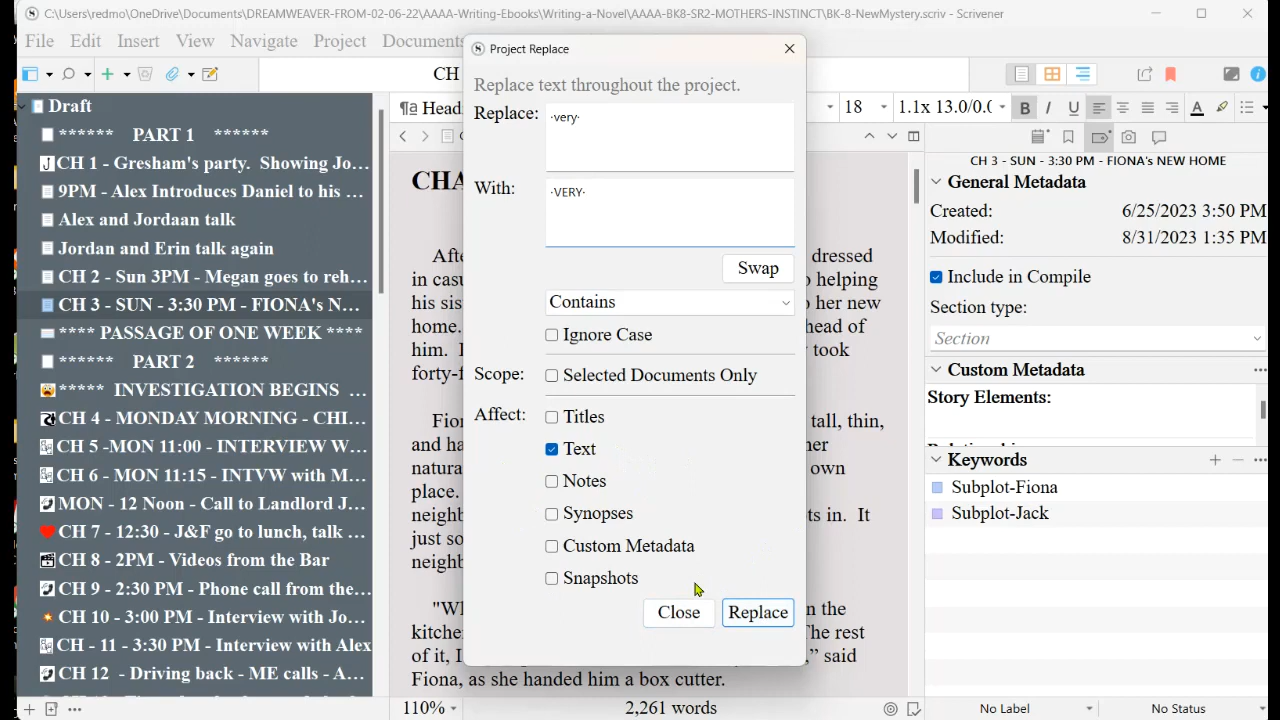 C:\Users\redmo\OneDrive\Documents\DREAMWEAVER-FROM-02-06-22\AAAA-Writing-Ebooks\Writing-a-Novel\AAAA-BK8-SR2-MOTHERS-INSTINCT\BK-8-NewMystery.scriv - Scrivener
File Edit Insert View Navigate Project Documents
CH
¶a Head
18 1.1x 13.0/0.( B I U A
Draft
****** PART 1 ******
CH 1 - Gresham's party. Showing Jo...
9PM - Alex Introduces Daniel to his ...
Alex and Jordaan talk
Jordan and Erin talk again
CH 2 - Sun 3PM - Megan goes to reh...
CH 3 - SUN - 3:30 PM - FIONA's N...
**** PASSAGE OF ONE WEEK ****
****** PART 2 ******
***** INVESTIGATION BEGINS ...
CH 4 - MONDAY MORNING - CHI...
CH 5 -MON 11:00 - INTERVIEW W...
CH 6 - MON 11:15 - INTVW with M...
MON - 12 Noon - Call to Landlord J...
CH 7 - 12:30 - J&F go to lunch, talk ...
CH 8 - 2PM - Videos from the Bar
CH 9 - 2:30 PM - Phone call from the...
CH 10 - 3:00 PM - Interview with Jo...
CH - 11 - 3:30 PM - Interview with Alex
CH 12 - Driving back - ME calls - A...
Project Replace
Replace text throughout the project.
Replace: ·very·
With: ·VERY·
Swap
Contains
Ignore Case
Scope: Selected Documents Only
Affect: Titles
Text
Notes
Synopses
Custom Metadata
Snapshots
Close Replace
CHA
Afte dressed
in casu o helping
his sis o her new
home. head of
him. I y took
forty-f
Fion tall, thin,
and ha her
natura own
place.
neighb ts in. It
just so
neighb
"Wh n the
kitche The rest
of it, I ,” said
Fiona, as she handed him a box cutter.
110% 2,261 words
CH 3 - SUN - 3:30 PM - FIONA's NEW HOME
General Metadata
Created: 6/25/2023 3:50 PM
Modified: 8/31/2023 1:35 PM
Include in Compile
Section type:
Section
Custom Metadata
Story Elements:
Keywords
Subplot-Fiona
Subplot-Jack
No Label No Status